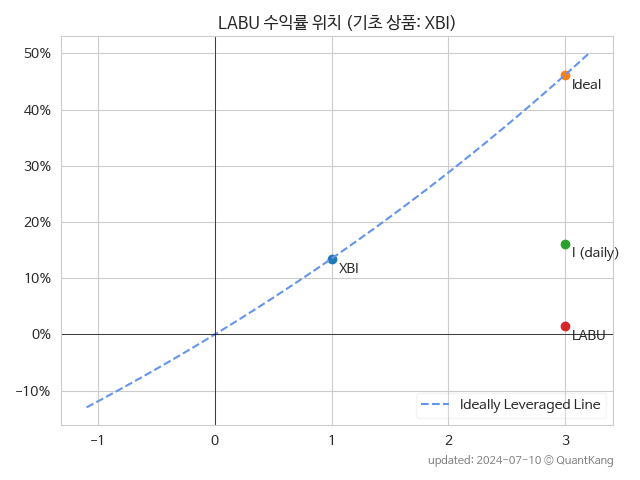 LABU 수익률 위치 (기초 상품: XBI)
50%
40%
30%
20%
10%
0%
−10%
Ideal
I (daily)
XBI
LABU
Ideally Leveraged Line
−1 0 1 2 3
updated: 2024-07-10 © QuantKang